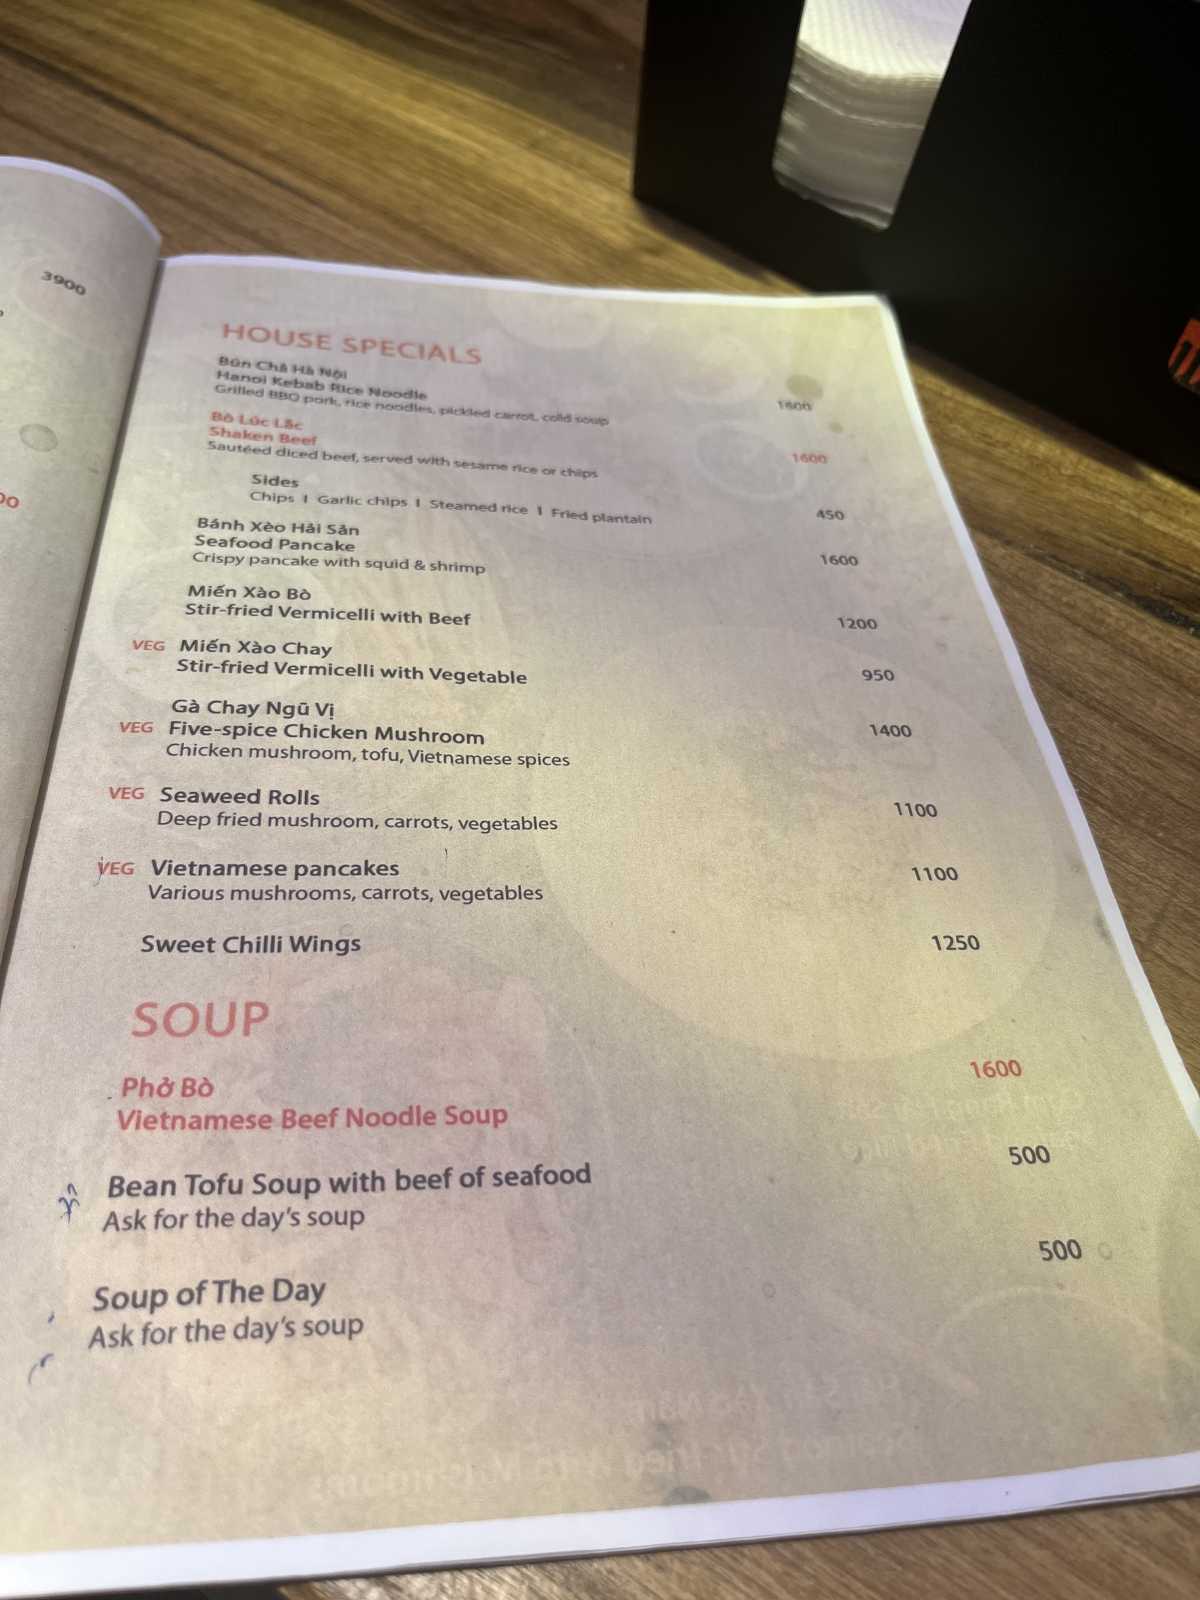 3900
HOUSE SPECIALS
Bún Chả Hà Nội
Hanoi Kebab Rice Noodle
Grilled BBQ pork, rice noodles, pickled carrot, cold soup 1600
Bò Lúc Lắc
Shaken Beef 1600
Sautéed diced beef, served with sesame rice or chips
Sides
Chips I Garlic chips I Steamed rice I Fried plantain 450
Bánh Xèo Hải Sản
Seafood Pancake 1600
Crispy pancake with squid & shrimp
Miến Xào Bò
Stir-fried Vermicelli with Beef 1200
VEG Miến Xào Chay
Stir-fried Vermicelli with Vegetable 950
Gà Chay Ngũ Vị
VEG Five-spice Chicken Mushroom 1400
Chicken mushroom, tofu, Vietnamese spices
VEG Seaweed Rolls 1100
Deep fried mushroom, carrots, vegetables
VEG Vietnamese pancakes 1100
Various mushrooms, carrots, vegetables
Sweet Chilli Wings 1250
SOUP
Phở Bò 1600
Vietnamese Beef Noodle Soup
Bean Tofu Soup with beef of seafood 500
Ask for the day's soup
Soup of The Day 500
Ask for the day's soup